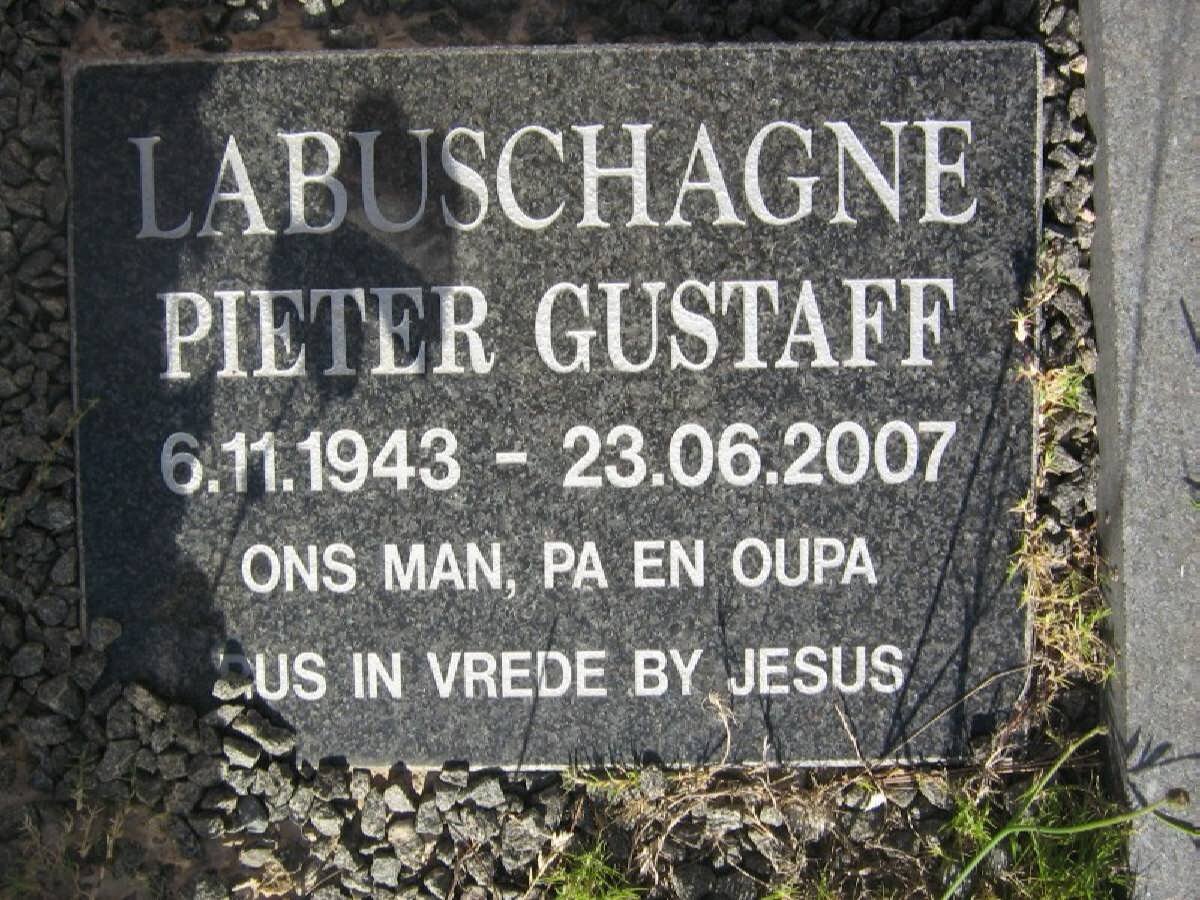 LABUSCHAGNE
PIETER GUSTAFF
6.11.1943 - 23.06.2007
ONS MAN, PA EN OUPA
RUS IN VREDE BY JESUS